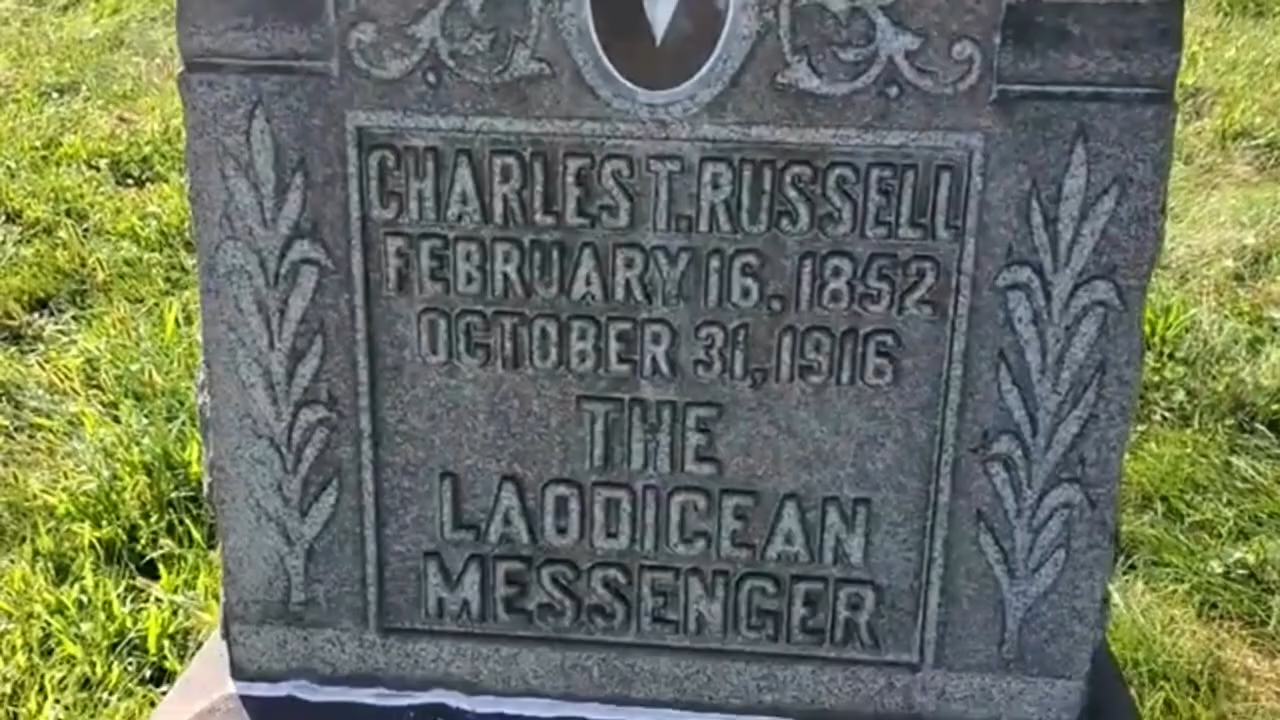 CHARLES T. RUSSELL
FEBRUARY 16, 1852
OCTOBER 31, 1916
THE
LAODICEAN
MESSENGER